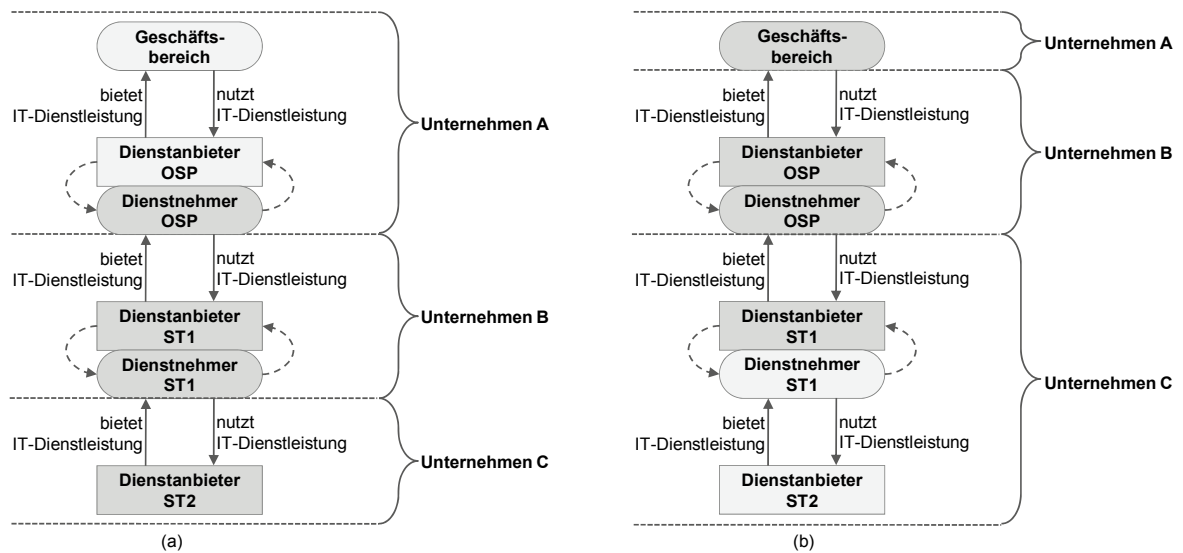 Geschäfts-
bereich
bietet
IT-Dienstleistung
nutzt
IT-Dienstleistung
Unternehmen A
Dienstanbieter
OSP
Dienstnehmer
OSP
bietet
IT-Dienstleistung
nutzt
IT-Dienstleistung
Dienstanbieter
ST1
Unternehmen B
Dienstnehmer
ST1
bietet
IT-Dienstleistung
nutzt
IT-Dienstleistung
Unternehmen C
Dienstanbieter
ST2
(a)
Geschäfts-
bereich
Unternehmen A
bietet
IT-Dienstleistung
nutzt
IT-Dienstleistung
Dienstanbieter
OSP
Unternehmen B
Dienstnehmer
OSP
bietet
IT-Dienstleistung
nutzt
IT-Dienstleistung
Dienstanbieter
ST1
Dienstnehmer
ST1
Unternehmen C
bietet
IT-Dienstleistung
nutzt
IT-Dienstleistung
Dienstanbieter
ST2
(b)